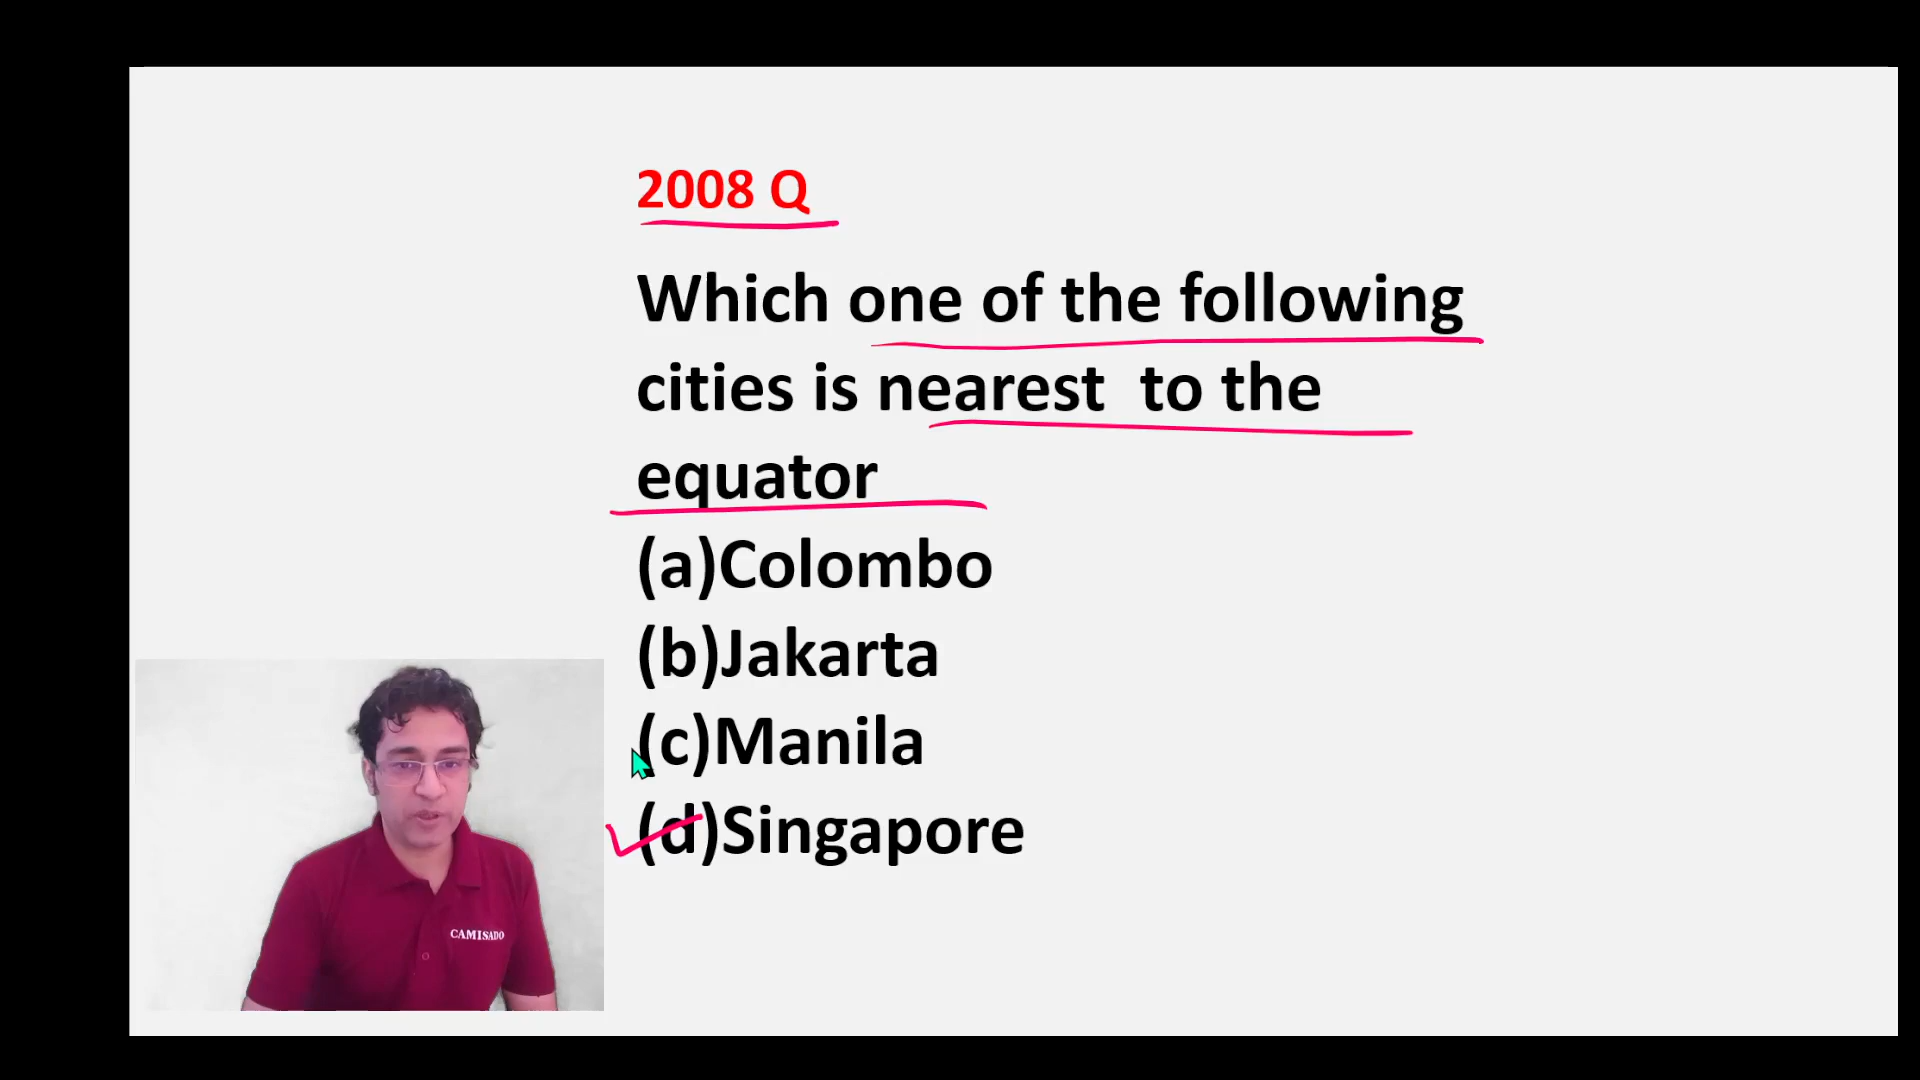 2008 Q
Which one of the following
cities is nearest to the
equator
(a)Colombo
(b)Jakarta
(c)Manila
(d)Singapore
CAMISADO